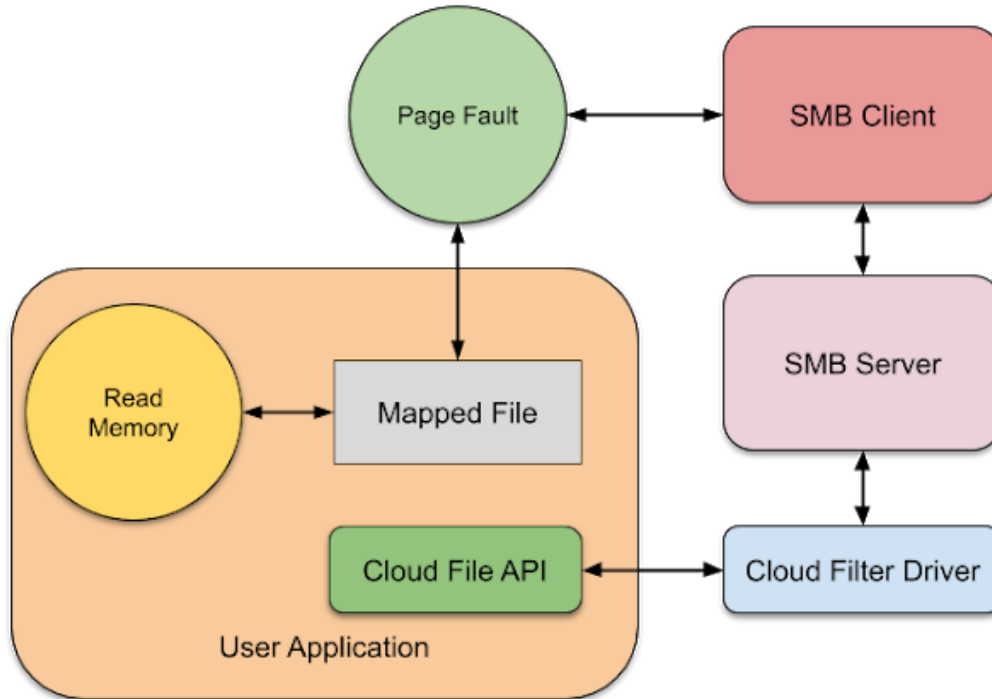 Page Fault
SMB Client
SMB Server
Read
Memory
Mapped File
Cloud File API
Cloud Filter Driver
User Application